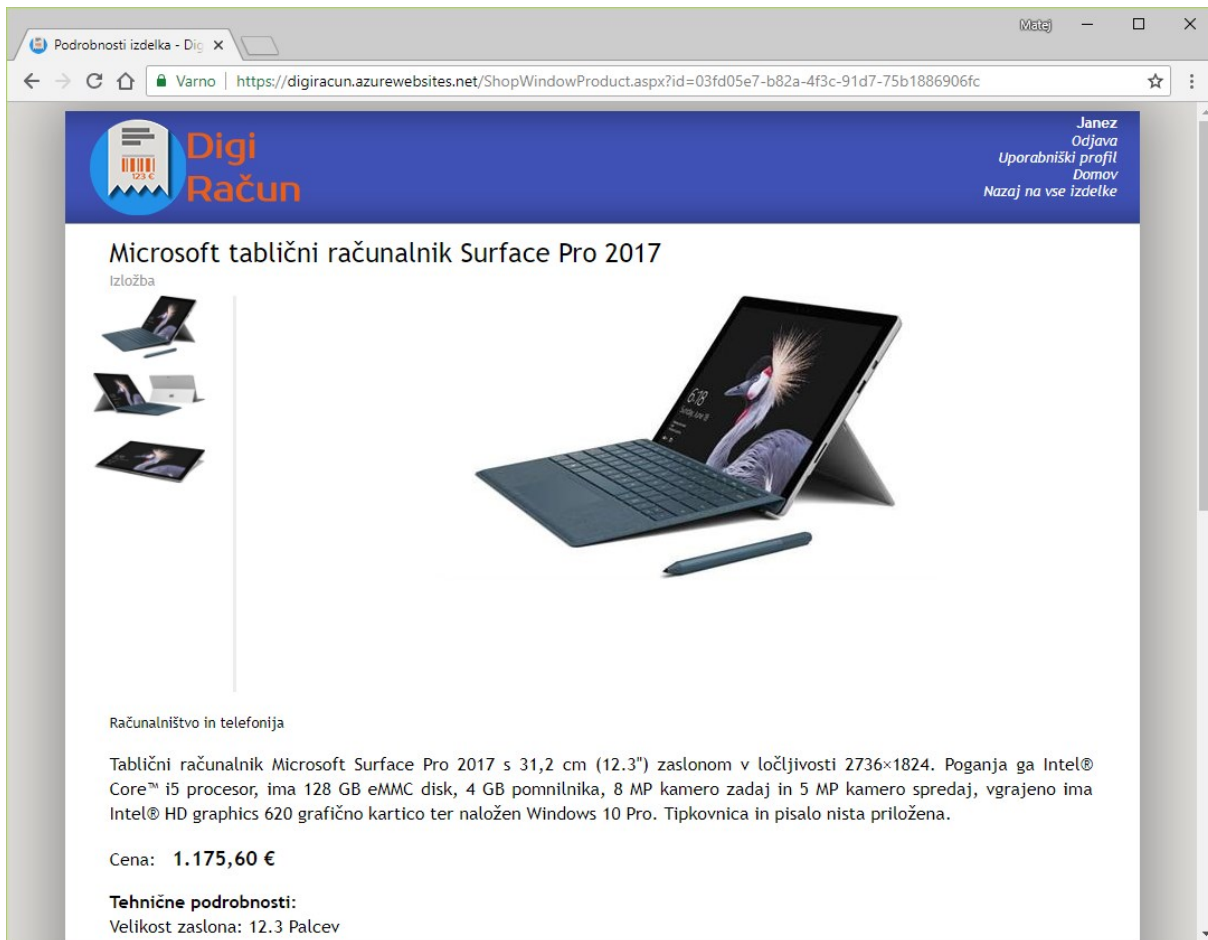 Matej
Podrobnosti izdelka - Dig
Varno | https://digiracun.azurewebsites.net/ShopWindowProduct.aspx?id=03fd05e7-b82a-4f3c-91d7-75b1886906fc
123 €
Digi
Račun
Janez
Odjava
Uporabniški profil
Domov
Nazaj na vse izdelke
Microsoft tablični računalnik Surface Pro 2017
Izložba
6:18
Sunday, June 18
Računalništvo in telefonija
Tablični računalnik Microsoft Surface Pro 2017 s 31,2 cm (12.3") zaslonom v ločljivosti 2736×1824. Poganja ga Intel®
Core™ i5 procesor, ima 128 GB eMMC disk, 4 GB pomnilnika, 8 MP kamero zadaj in 5 MP kamero spredaj, vgrajeno ima
Intel® HD graphics 620 grafično kartico ter naložen Windows 10 Pro. Tipkovnica in pisalo nista priložena.
Cena: 1.175,60 €
Tehnične podrobnosti:
Velikost zaslona: 12.3 Palcev